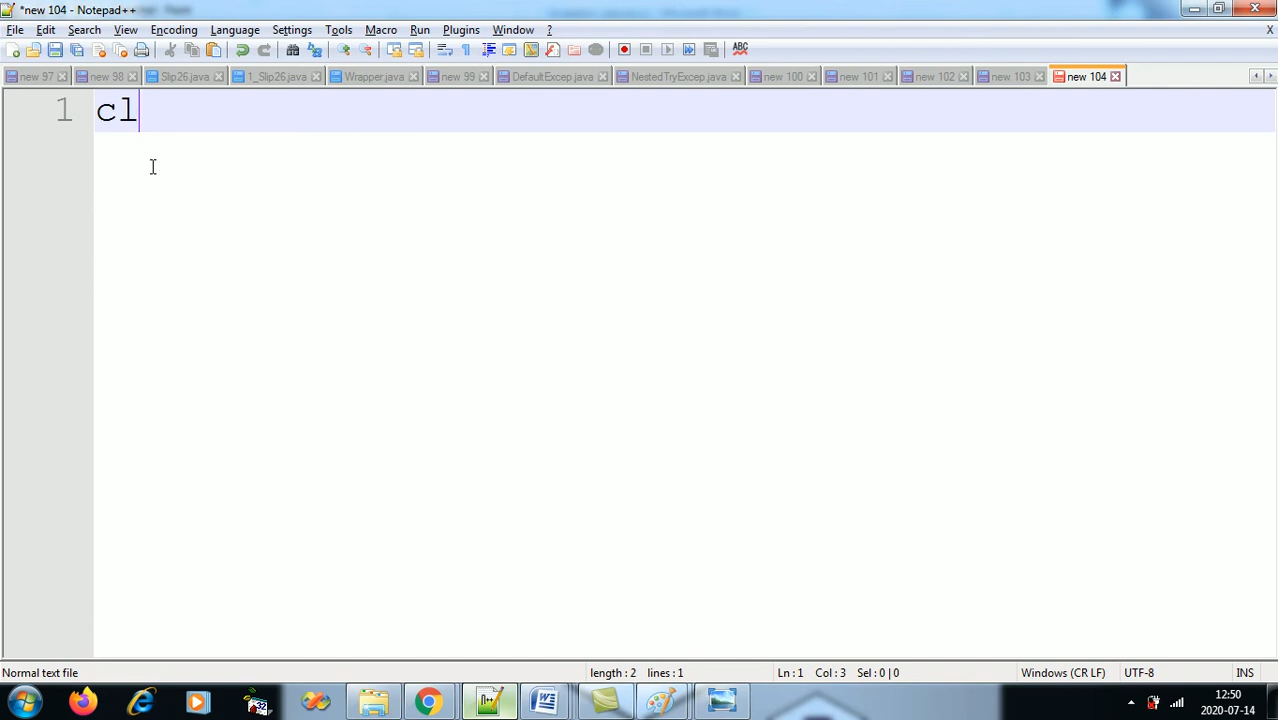 *new 104 - Notepad++
File Edit Search View Encoding Language Settings Tools Macro Run Plugins Window ? X
new 97 new 98 Slip26.java 1_Slip26.java Wrapper.java new 99 DefaultExcep.java NestedTryExcep.java new 100 new 101 new 102 new 103 new 104
1 cl
Normal text file length : 2 lines : 1 Ln : 1 Col : 3 Sel : 0 | 0 Windows (CR LF) UTF-8 INS
12:50
2020-07-14